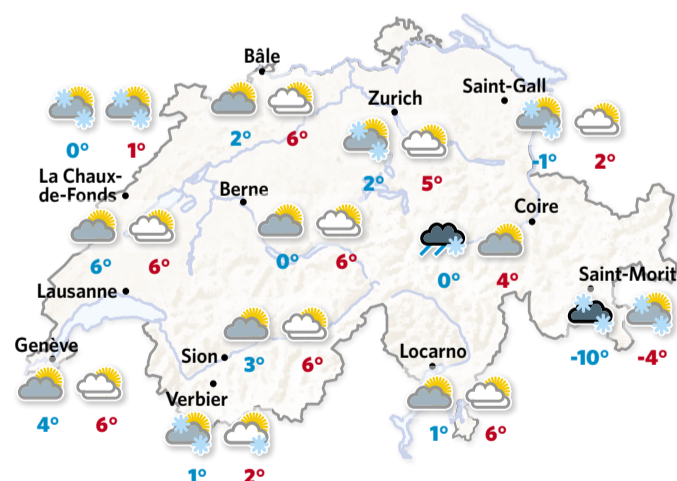 Bâle
Zurich
Saint-Gall
0° 1°
2° 6°
2° 5°
-1° 2°
La Chaux-
de-Fonds
Berne
Coire
6° 6°
0° 6°
0° 4°
Lausanne
Saint-Morit
Genève
Sion
3° 6°
Locarno
-10° -4°
Verbier
4° 6°
1° 6°
1° 2°